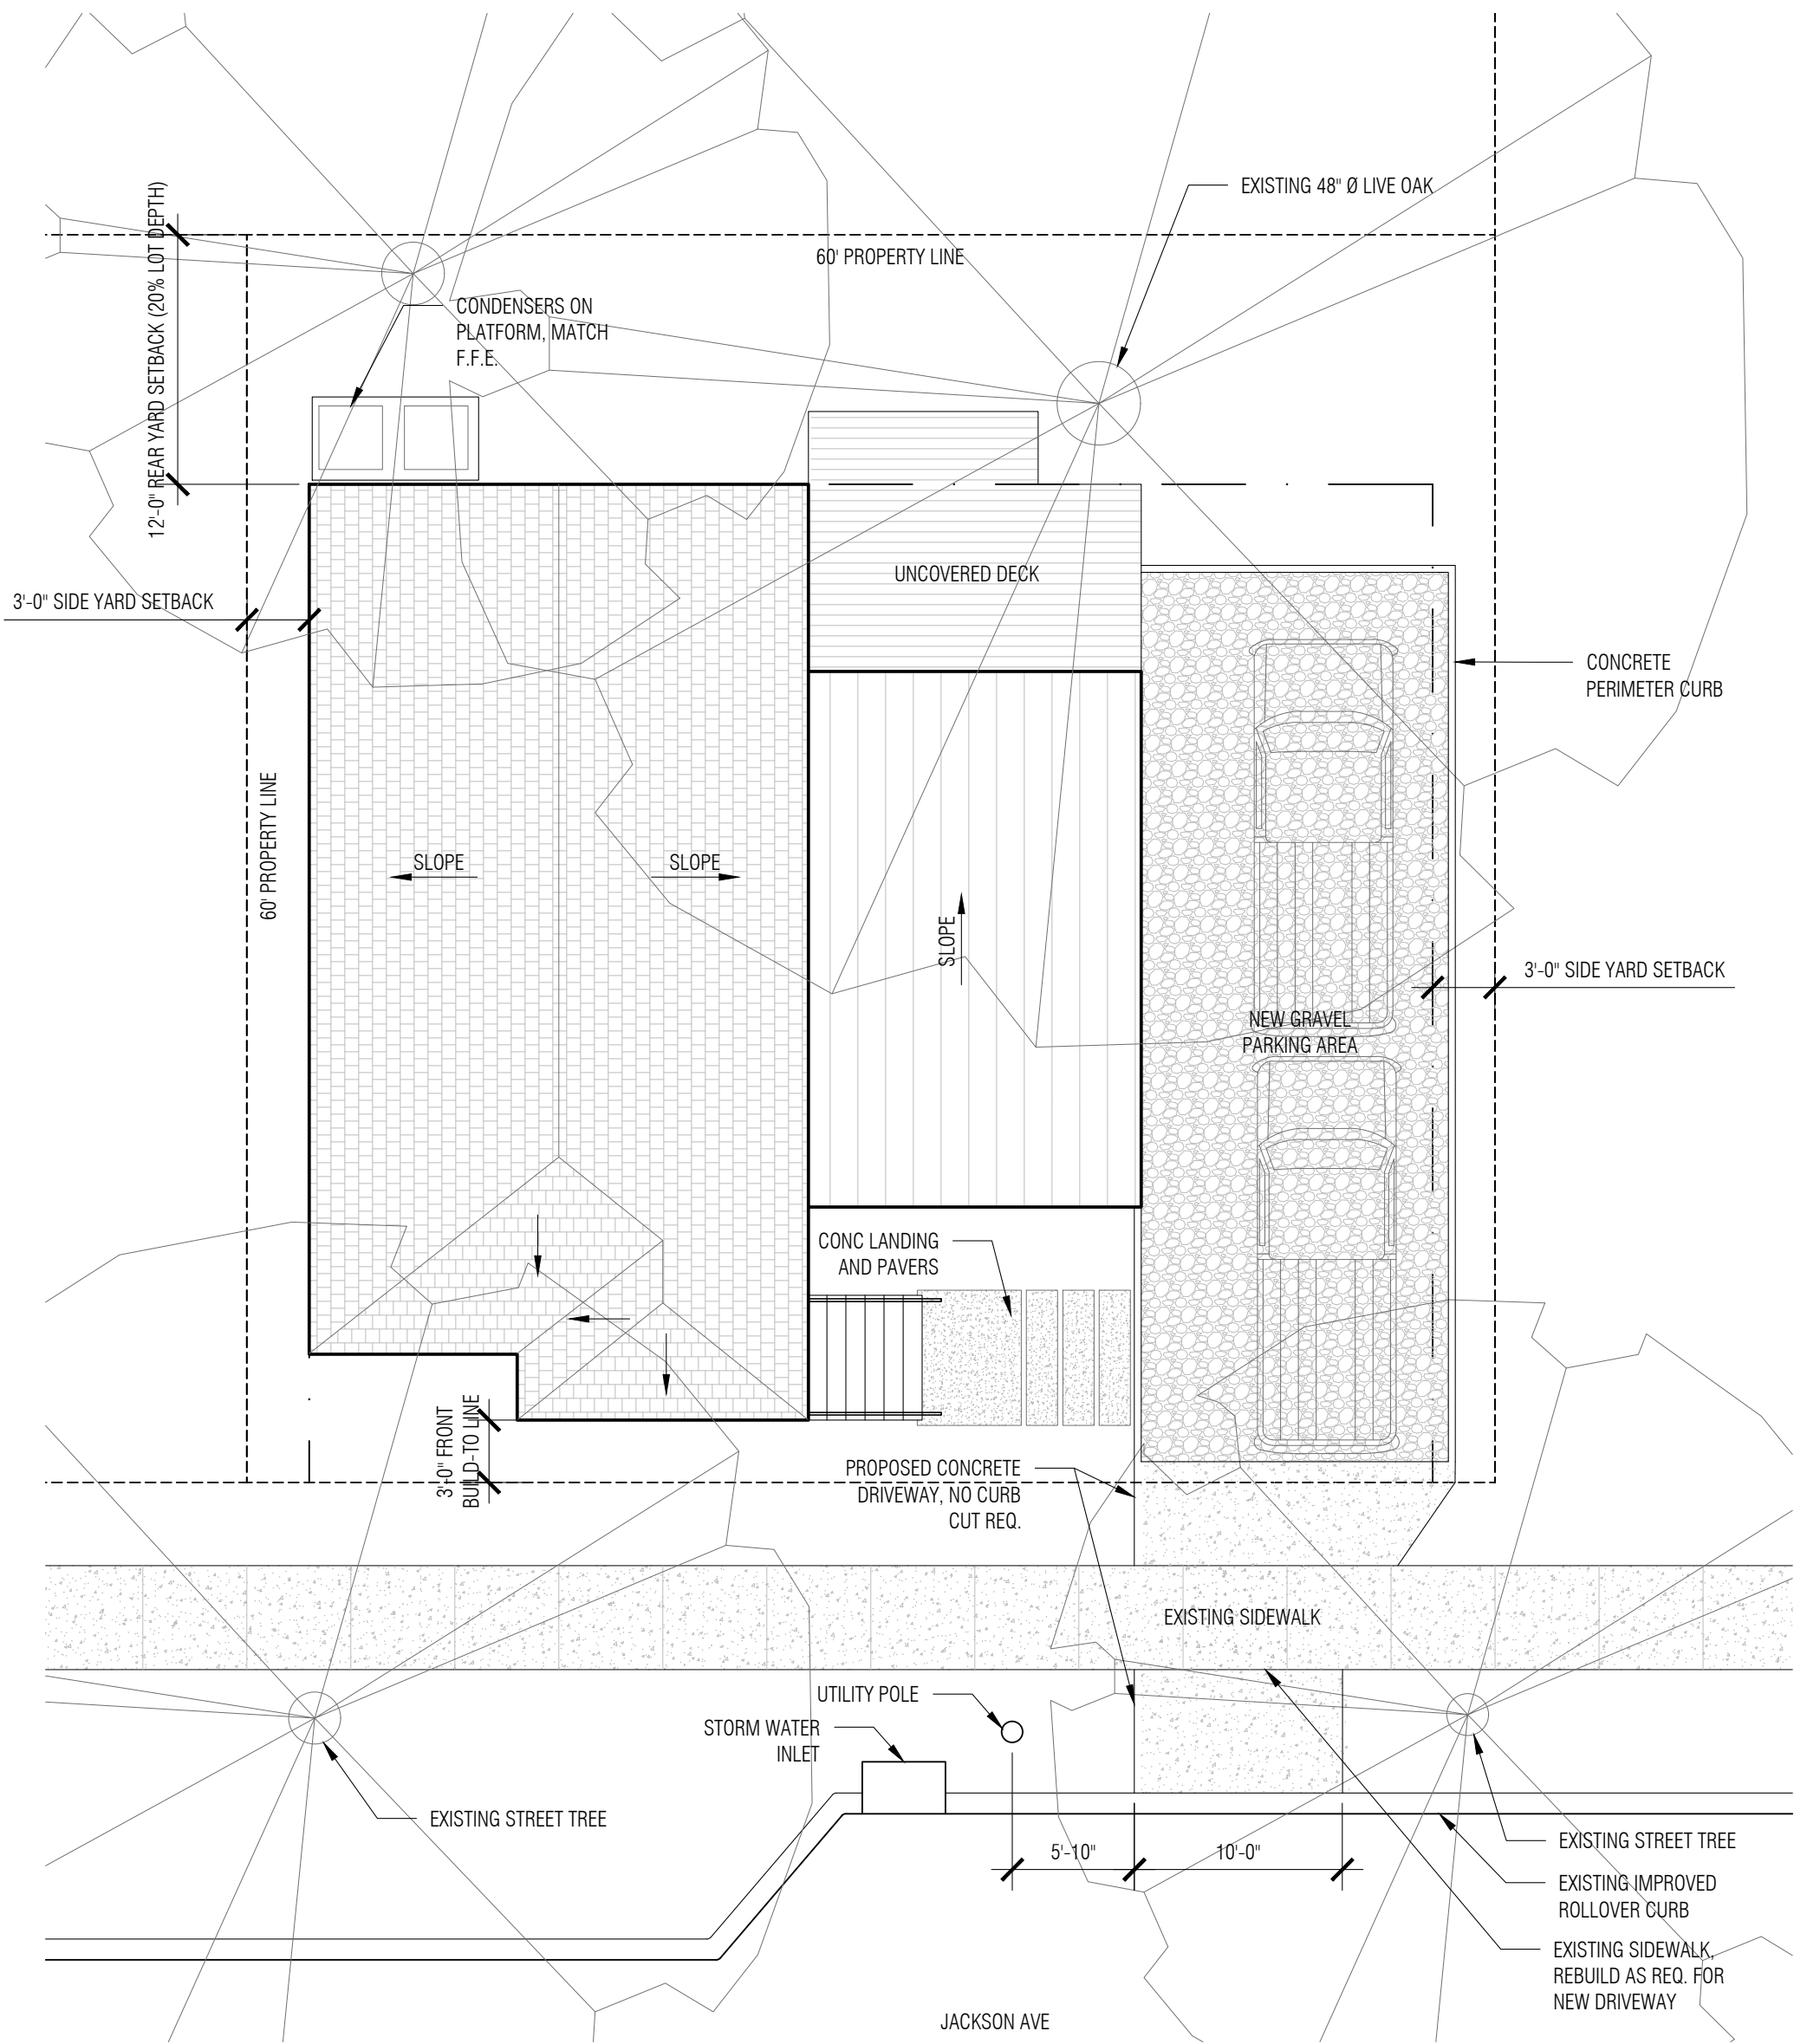 EXISTING 48" Ø LIVE OAK
60' PROPERTY LINE
12'-0" REAR YARD SETBACK (20% LOT DEPTH)
CONDENSERS ON
PLATFORM, MATCH
F.F.E.
UNCOVERED DECK
3'-0" SIDE YARD SETBACK
CONCRETE
PERIMETER CURB
60' PROPERTY LINE
SLOPE
SLOPE
SLOPE
3'-0" SIDE YARD SETBACK
NEW GRAVEL
PARKING AREA
CONC LANDING
AND PAVERS
3'-0" FRONT
BUILD-TO LINE
PROPOSED CONCRETE
DRIVEWAY, NO CURB
CUT REQ.
EXISTING SIDEWALK
UTILITY POLE
STORM WATER
INLET
EXISTING STREET TREE
5'-10"
10'-0"
EXISTING STREET TREE
EXISTING IMPROVED
ROLLOVER CURB
EXISTING SIDEWALK,
REBUILD AS REQ. FOR
NEW DRIVEWAY
JACKSON AVE